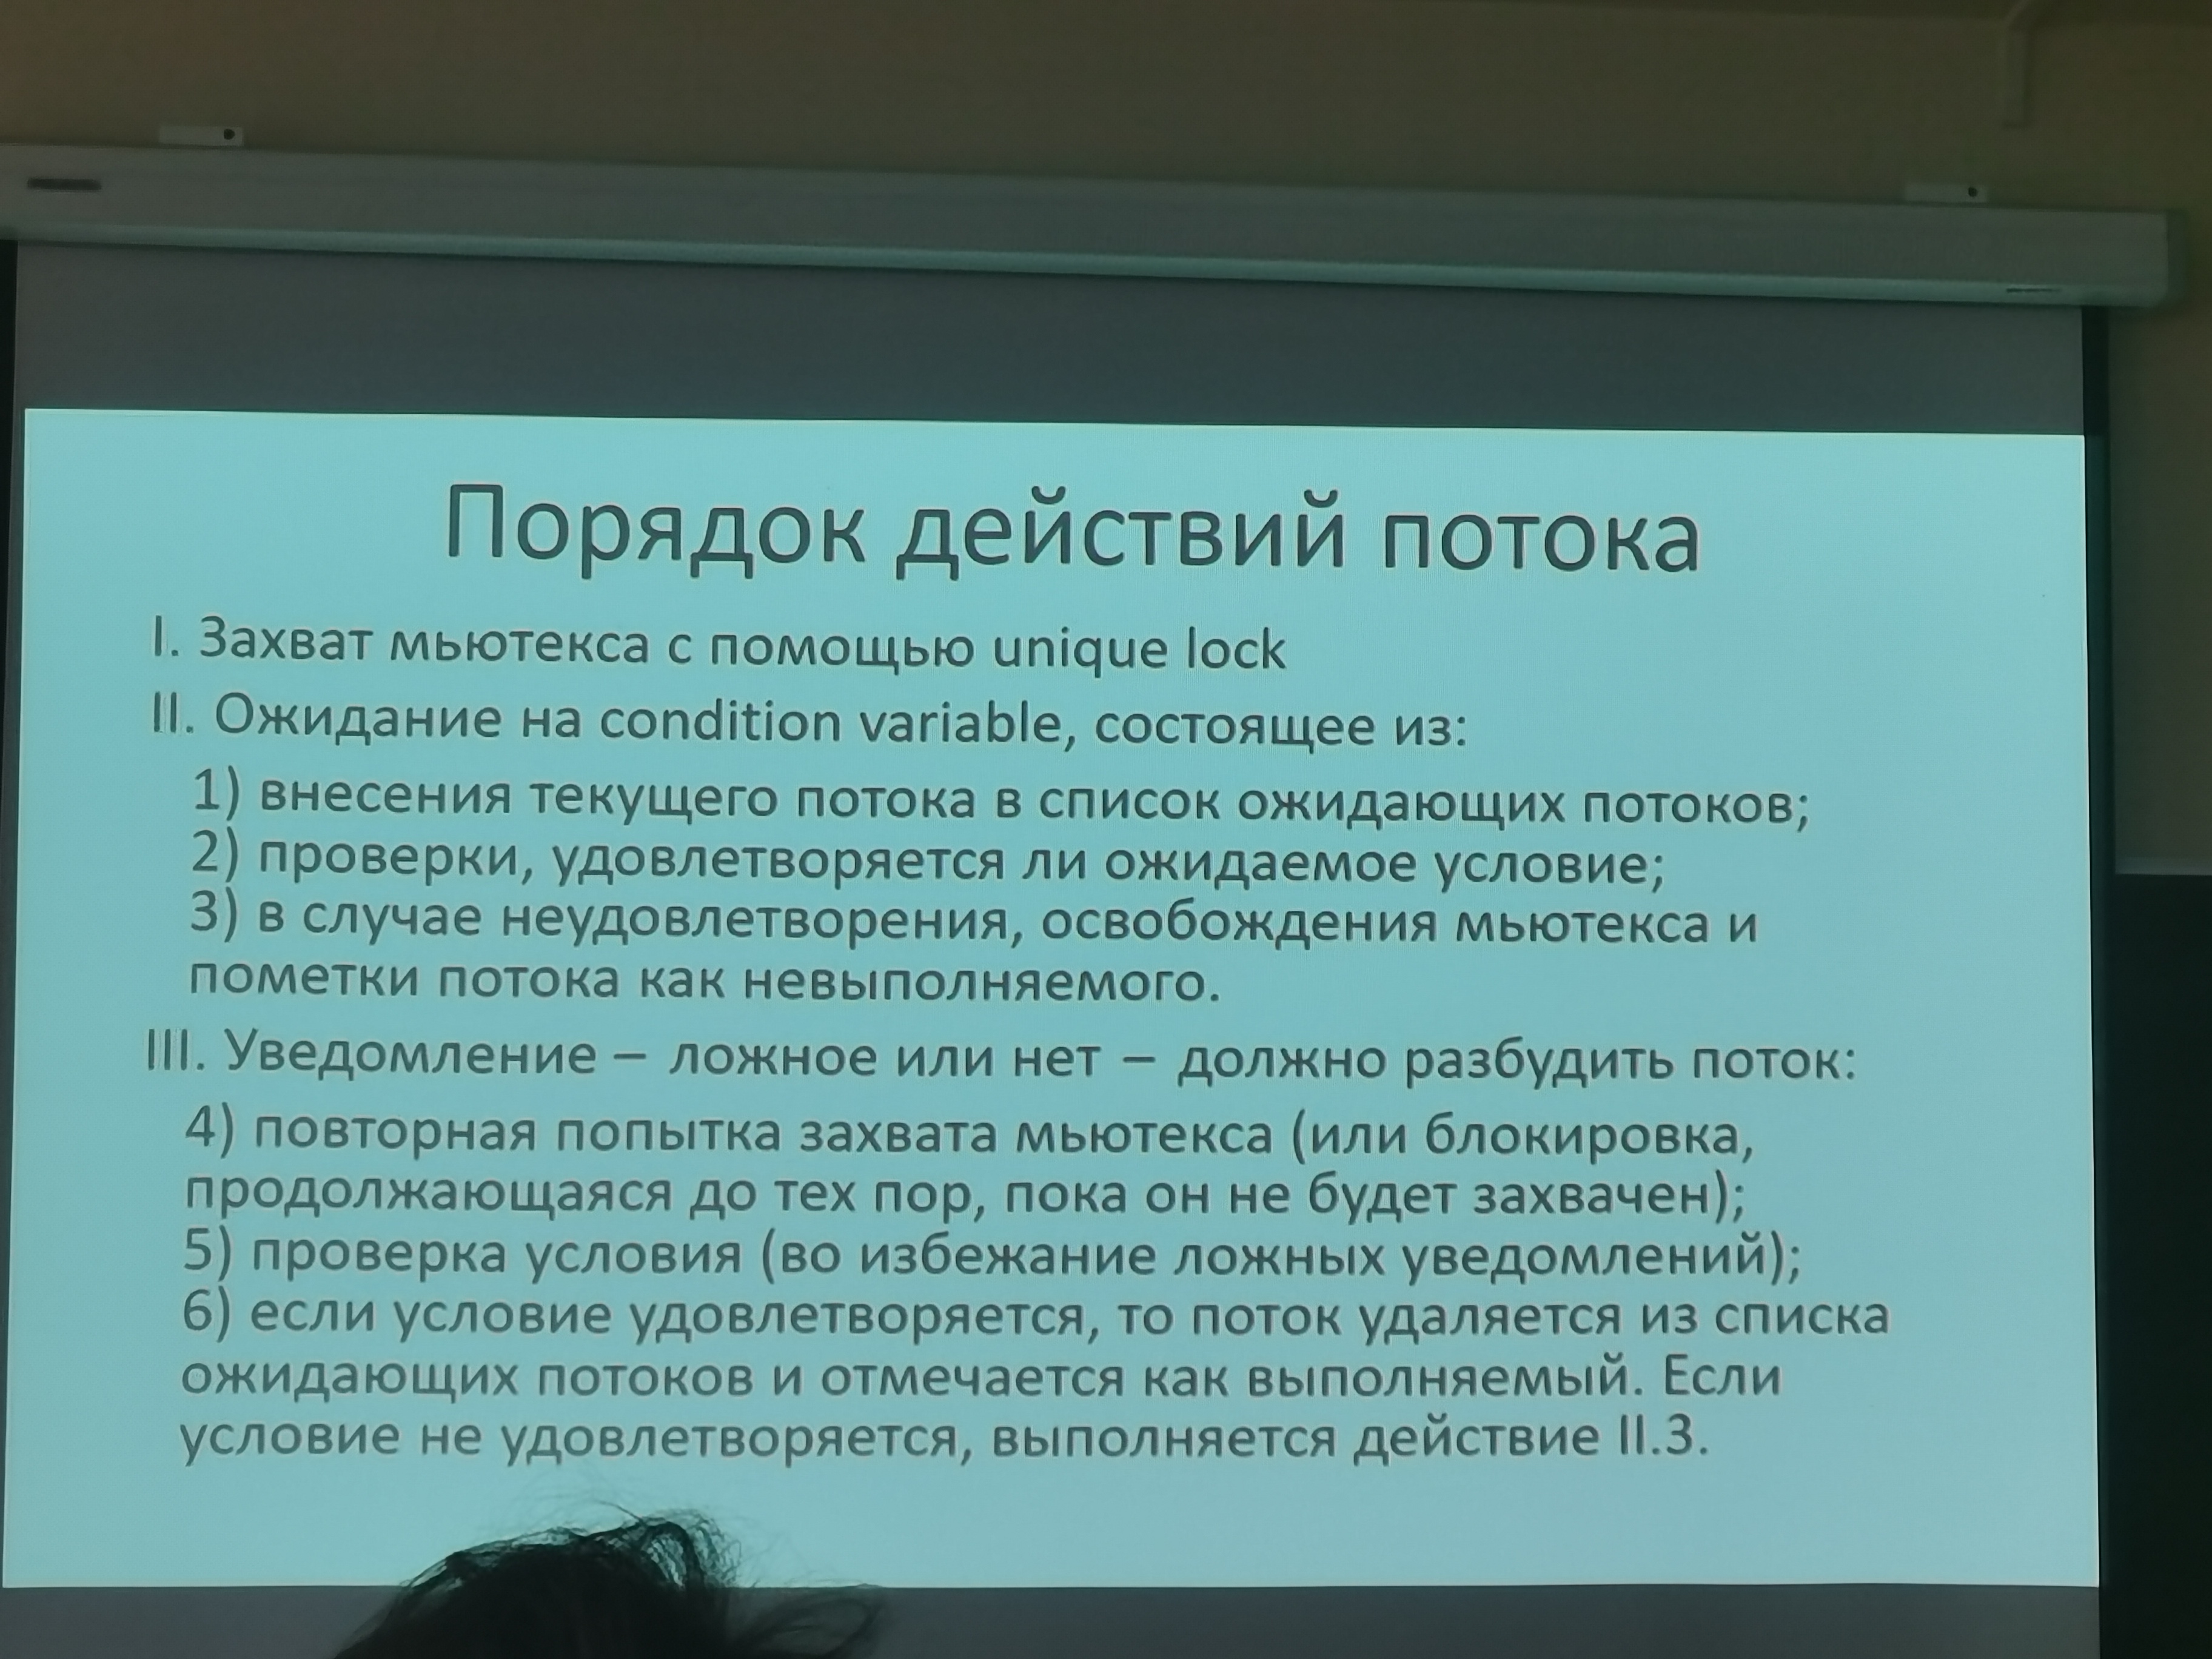 Порядок действий потока
I. Захват мьютекса с помощью unique lock
II. Ожидание на condition variable, состоящее из:
1) внесения текущего потока в список ожидающих потоков;
2) проверки, удовлетворяется ли ожидаемое условие;
3) в случае неудовлетворения, освобождения мьютекса и
пометки потока как невыполняемого.
III. Уведомление – ложное или нет – должно разбудить поток:
4) повторная попытка захвата мьютекса (или блокировка,
продолжающаяся до тех пор, пока он не будет захвачен);
5) проверка условия (во избежание ложных уведомлений);
6) если условие удовлетворяется, то поток удаляется из списка
ожидающих потоков и отмечается как выполняемый. Если
условие не удовлетворяется, выполняется действие II.3.